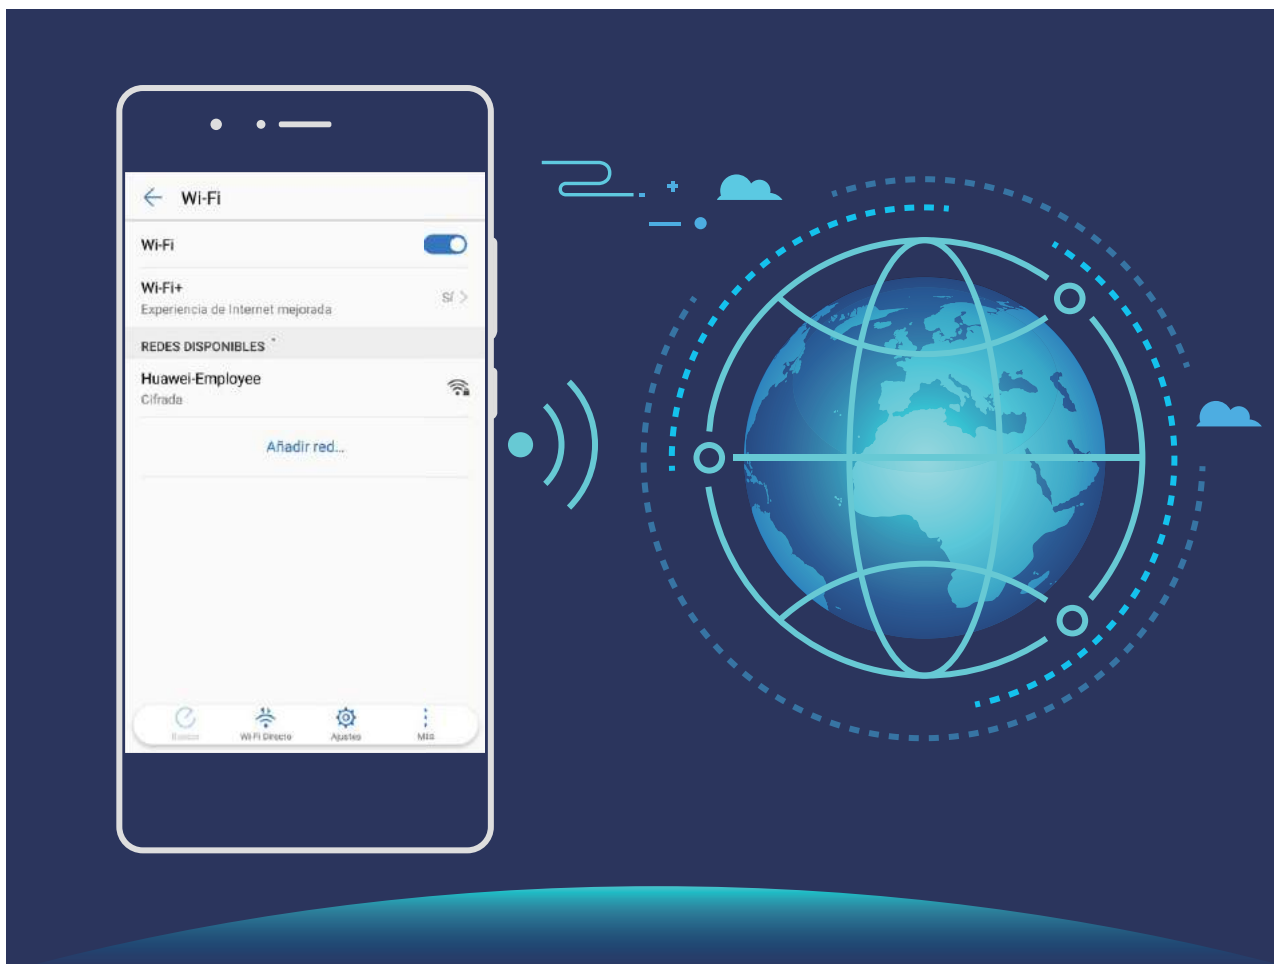 Wi-Fi
Wi-Fi
Wi-Fi+
Experiencia de Internet mejorada
Sí
REDES DISPONIBLES
Huawei-Employee
Cifrada
Añadir red...
Buscar Wi-Fi Directo Ajustes Más